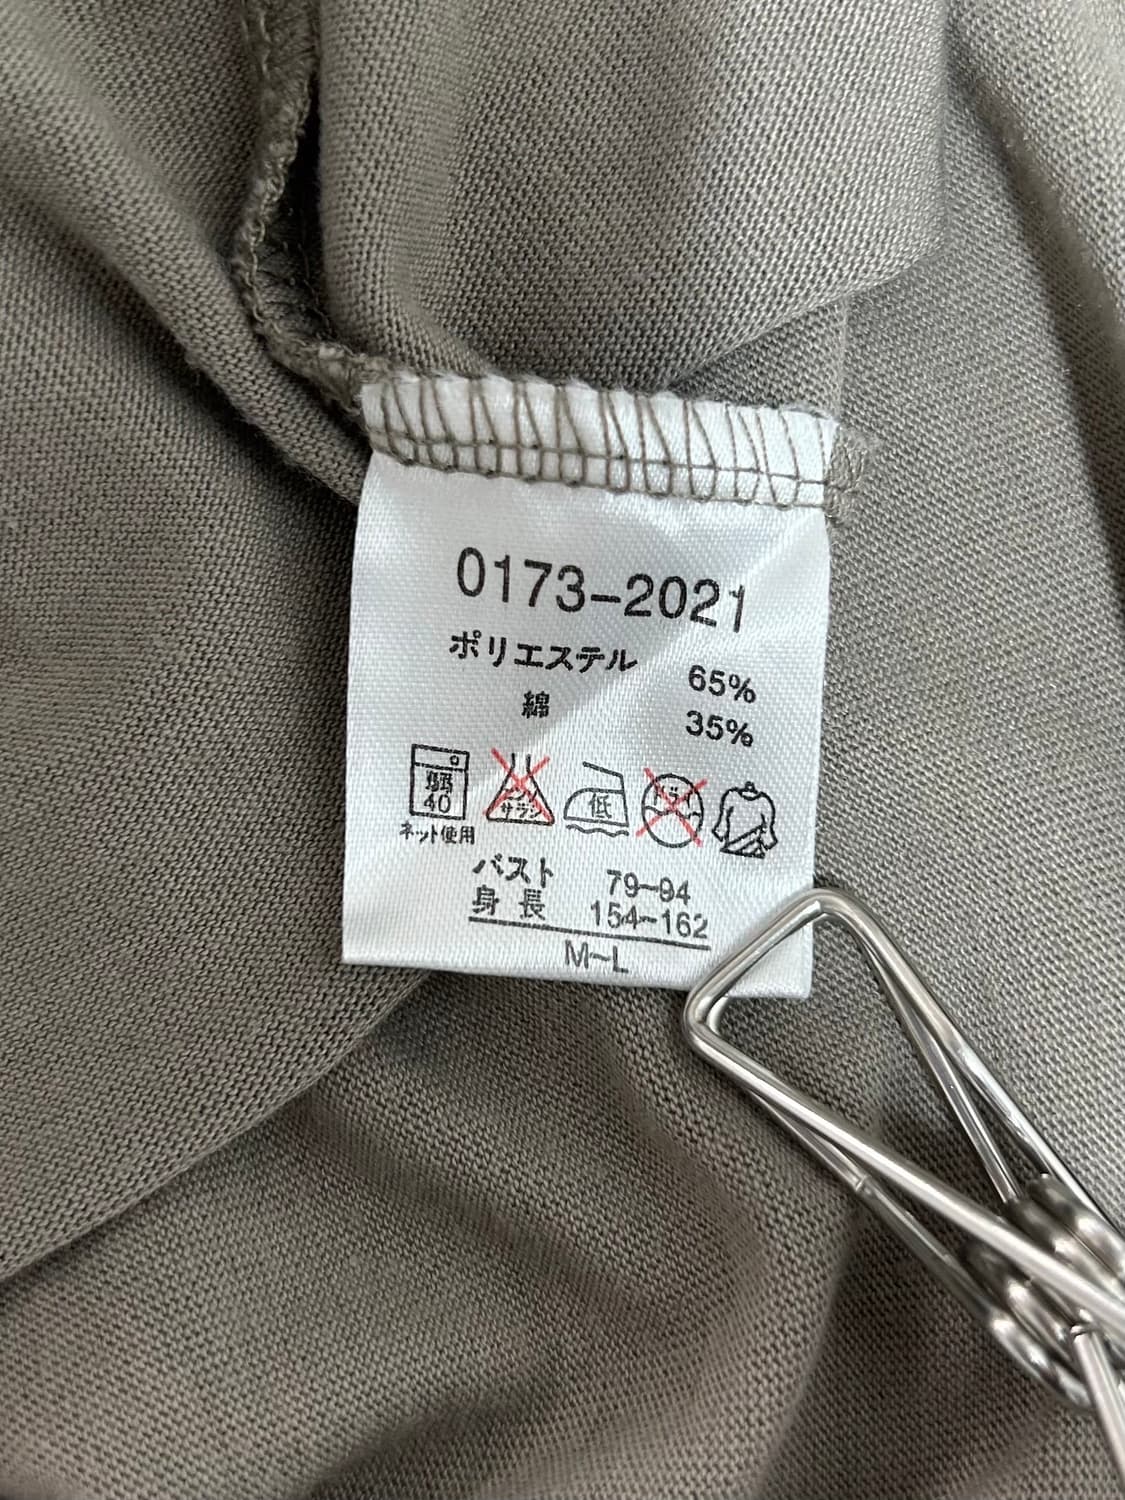 0173-2021
ポリエステル 65%
綿 35%
弱 40 エンソ サラシ 低 ドライ
ネット使用
バスト 79~94
身長 154~162
M~L